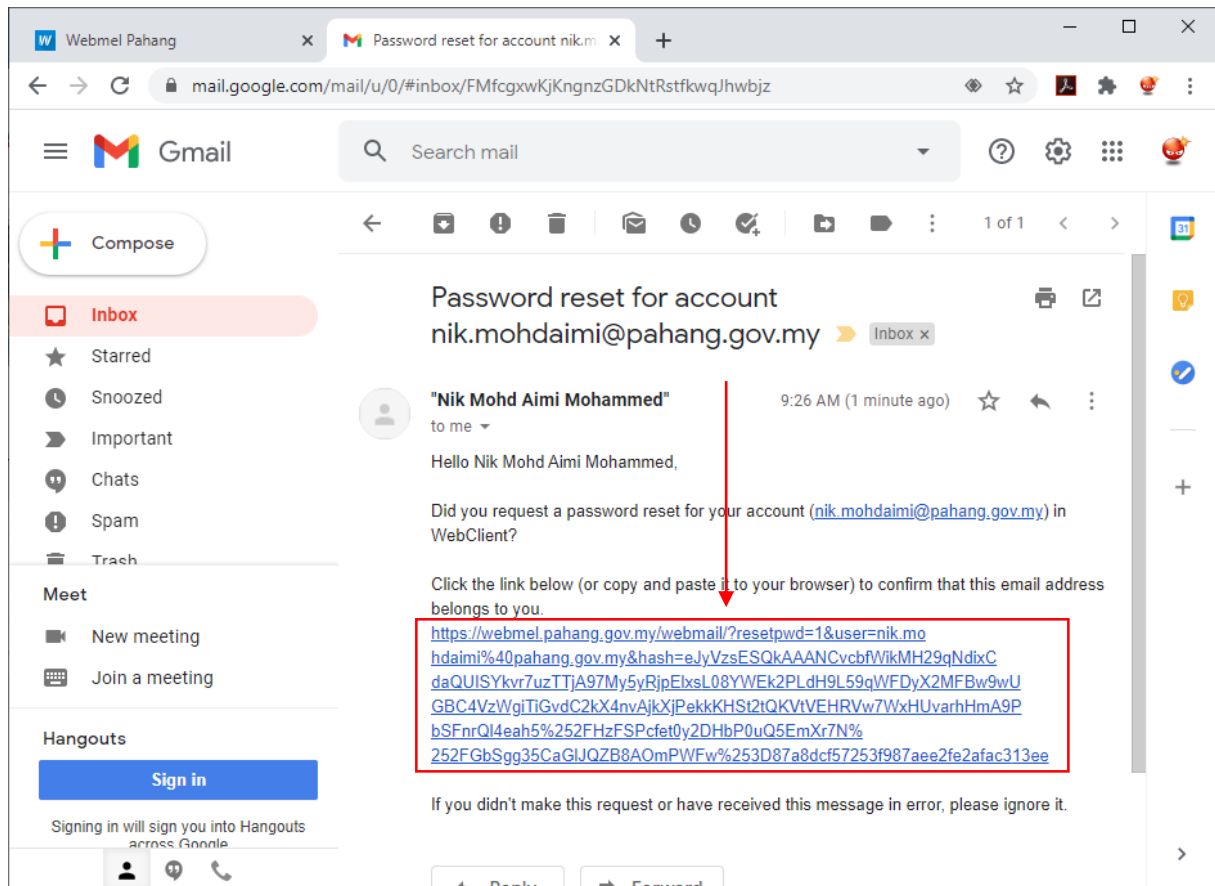 Webmel Pahang
Password reset for account nik.m
mail.google.com/mail/u/0/#inbox/FMfcgxwKjKngnzGDkNtRstfkwqJhwbjz
Gmail
Search mail
Compose
1 of 1
31
Inbox
Starred
Snoozed
Important
Chats
Spam
Trash
Meet
New meeting
Join a meeting
Hangouts
Sign in
Signing in will sign you into Hangouts
across Google
Password reset for account
nik.mohdaimi@pahang.gov.my Inbox x
"Nik Mohd Aimi Mohammed" 9:26 AM (1 minute ago)
to me
Hello Nik Mohd Aimi Mohammed,
Did you request a password reset for your account (nik.mohdaimi@pahang.gov.my) in
WebClient?
Click the link below (or copy and paste it to your browser) to confirm that this email address
belongs to you.
https://webmel.pahang.gov.my/webmail/?resetpwd=1&user=nik.mo
hdaimi%40pahang.gov.my&hash=eJyVzsESQkAAANCvcbfWikMH29qNdixC
daQUISYkvr7uzTTjA97My5yRjpElxsL08YWEk2PLdH9L59qWFDyX2MFBw9wU
GBC4VzWgiTiGvdC2kX4nvAjkXjPekkKHSt2tQKVtVEHRVw7WxHUvarhHmA9P
bSFnrQl4eah5%252FHzFSPcfet0y2DHbP0uQ5EmXr7N%
252FGbSgg35CaGlJQZB8AOmPWFw%253D87a8dcf57253f987aee2fe2afac313ee
If you didn't make this request or have received this message in error, please ignore it.
Reply
Forward